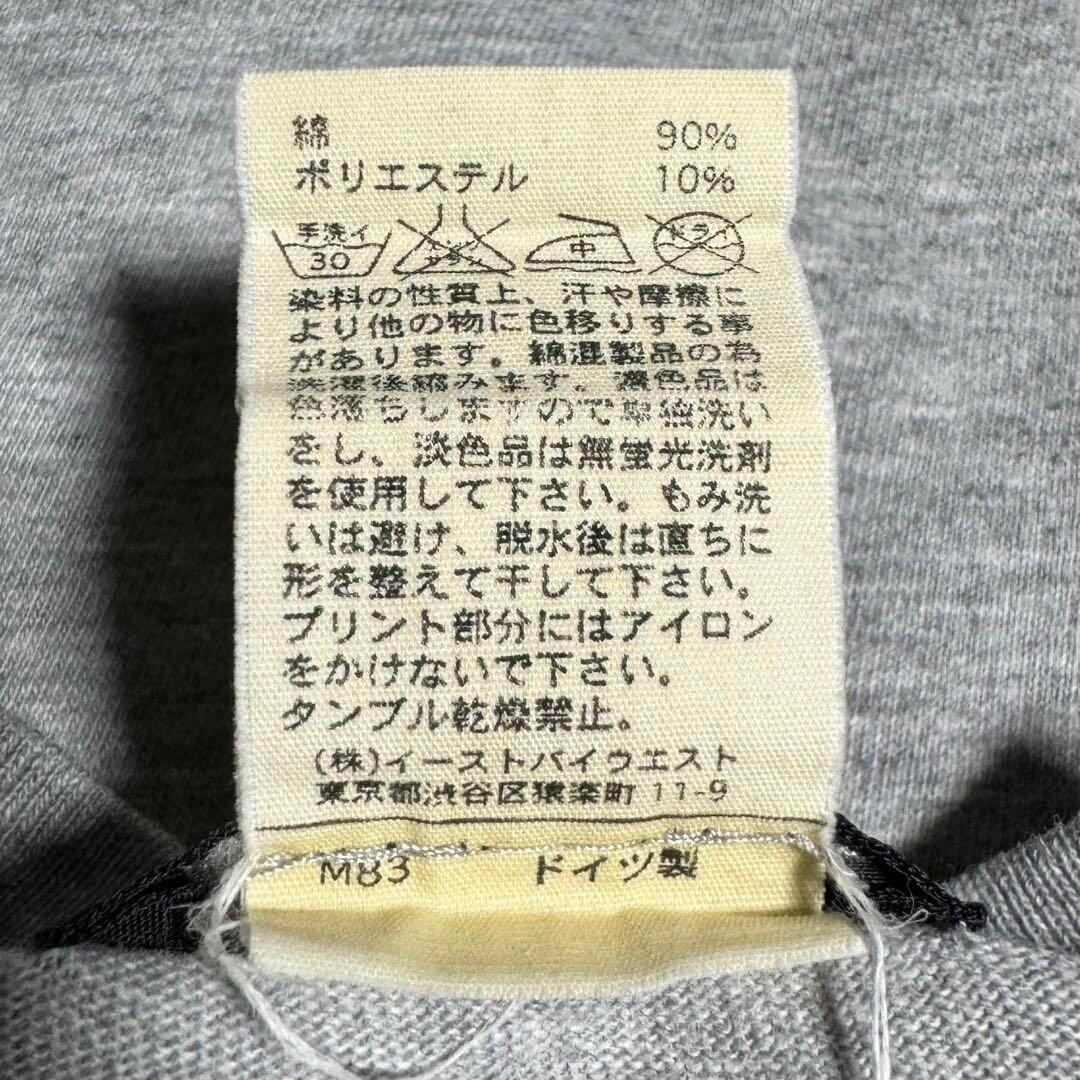 綿 90%
ポリエステル 10%
手洗イ 30 中 ドライ
染料の性質上、汗や摩擦に
より他の物に色移りする事
があります。綿混製品の為
洗濯後縮みます。濃色品は
色落ちしますので単独洗い
をし、淡色品は無蛍光洗剤
を使用して下さい。もみ洗
いは避け、脱水後は直ちに
形を整えて干して下さい。
プリント部分にはアイロン
をかけないで下さい。
タンブル乾燥禁止。
(株)イーストバイウエスト
東京都渋谷区猿楽町 11-9
M83 ドイツ製